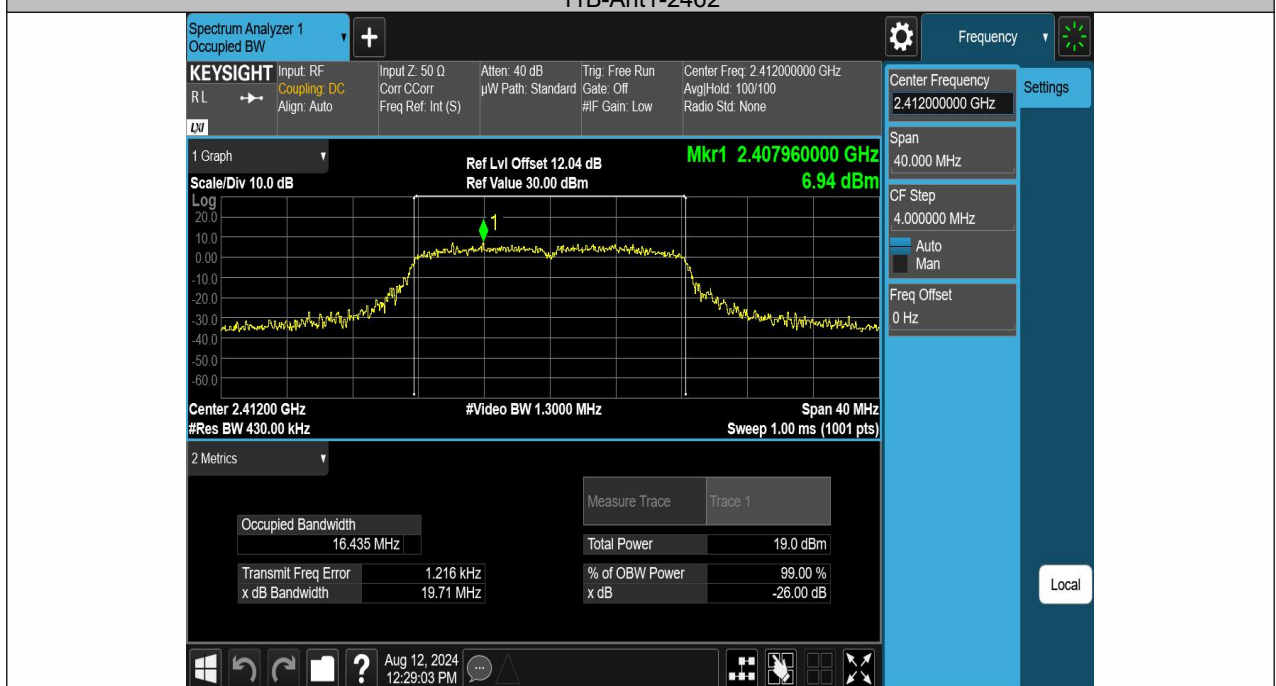 11B-Ant1-2462
Spectrum Analyzer 1
Occupied BW
+
Frequency
KEYSIGHT
RL
LXI
Input: RF
Coupling: DC
Align: Auto
Input Z: 50 Ω
Corr CCorr
Freq Ref: Int (S)
Atten: 40 dB
µW Path: Standard
Trig: Free Run
Gate: Off
#IF Gain: Low
Center Freq: 2.412000000 GHz
Avg|Hold: 100/100
Radio Std: None
Center Frequency
2.412000000 GHz
Settings
Span
40.000 MHz
CF Step
4.000000 MHz
Auto
Man
Freq Offset
0 Hz
Local
1 Graph
Ref Lvl Offset 12.04 dB
Mkr1 2.407960000 GHz
Scale/Div 10.0 dB
Ref Value 30.00 dBm
6.94 dBm
Log
20.0
10.0
0.00
-10.0
-20.0
-30.0
-40.0
-50.0
-60.0
1
Center 2.41200 GHz
#Video BW 1.3000 MHz
Span 40 MHz
#Res BW 430.00 kHz
Sweep 1.00 ms (1001 pts)
2 Metrics
Measure Trace
Trace 1
Occupied Bandwidth
16.435 MHz
Total Power
19.0 dBm
Transmit Freq Error
1.216 kHz
% of OBW Power
99.00 %
x dB Bandwidth
19.71 MHz
x dB
-26.00 dB
?
Aug 12, 2024
12:29:03 PM